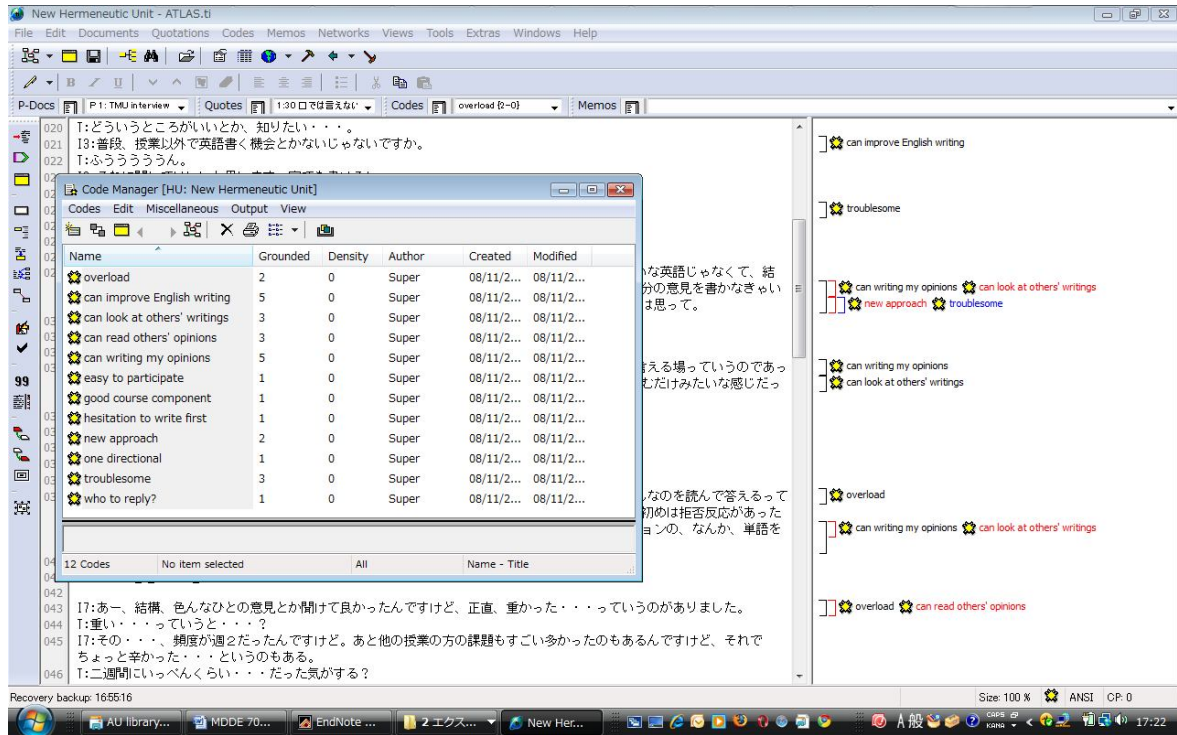 New Hermeneutic Unit - ATLAS.ti
File Edit Documents Quotations Codes Memos Networks Views Tools Extras Windows Help
B Z U
P-Docs P 1: TMU interview Quotes 1:30 口では言えない Codes overload {2-0} Memos
020 T:どういうところがいいとか、知りたい・・・。
021 I3:普段、授業以外で英語書く機会とかないじゃないですか。
022 T:ふうううううん。
Code Manager [HU: New Hermeneutic Unit]
Codes Edit Miscellaneous Output View
Name Grounded Density Author Created Modified
overload 2 0 Super 08/11/2... 08/11/2...
can improve English writing 5 0 Super 08/11/2... 08/11/2...
can look at others' writings 3 0 Super 08/11/2... 08/11/2...
can read others' opinions 3 0 Super 08/11/2... 08/11/2...
can writing my opinions 5 0 Super 08/11/2... 08/11/2...
easy to participate 1 0 Super 08/11/2... 08/11/2...
good course component 1 0 Super 08/11/2... 08/11/2...
hesitation to write first 1 0 Super 08/11/2... 08/11/2...
new approach 2 0 Super 08/11/2... 08/11/2...
one directional 1 0 Super 08/11/2... 08/11/2...
troublesome 3 0 Super 08/11/2... 08/11/2...
who to reply? 1 0 Super 08/11/2... 08/11/2...
12 Codes No item selected All Name - Title
な英語じゃなくて、結
分の意見を書かなきゃい
は思って。
言える場っていうのであっ
むだけみたいな感じだっ
なのを読んで答えるって
初めは拒否反応があった
ョンの、なんか、単語を
042
043 I7:あー、結構、色んなひとの意見とか聞けて良かったんですけど、正直、重かった・・・っていうのがありました。
044 T:重い・・・っていうと・・・?
045 I7:その・・・、頻度が週2だったんですけど。あと他の授業の方の課題もすごい多かったのもあるんですけど、それで
ちょっと辛かった・・・というのもある。
046 T:二週間にいっぺんくらい・・・だった気がする?
can improve English writing
troublesome
can writing my opinions can look at others' writings
new approach troublesome
can writing my opinions
can look at others' writings
overload
can writing my opinions can look at others' writings
overload can read others' opinions
Recovery backup: 16:55:16 Size: 100 % ANSI CP: 0
AU library... MDDE 70... EndNote ... 2 エクス... New Her... A 般 CAPS KANA 17:22